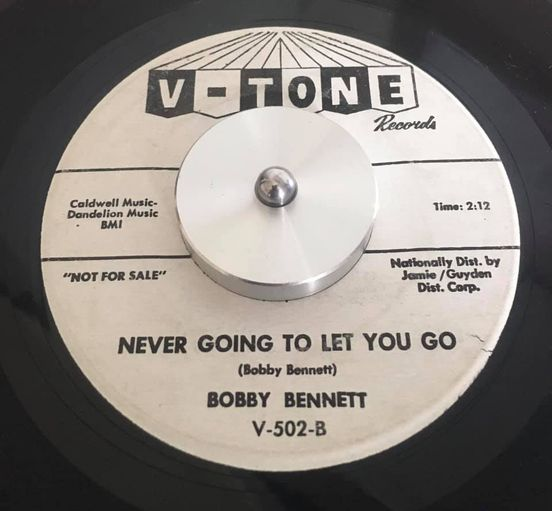 V-TONE
Records
Caldwell Music-
Dandelion Music
BMI
Time: 2:12
"NOT FOR SALE"
Nationally Dist. by
Jamie/Guyden
Dist. Corp.
NEVER GOING TO LET YOU GO
(Bobby Bennett)
BOBBY BENNETT
V-502-B